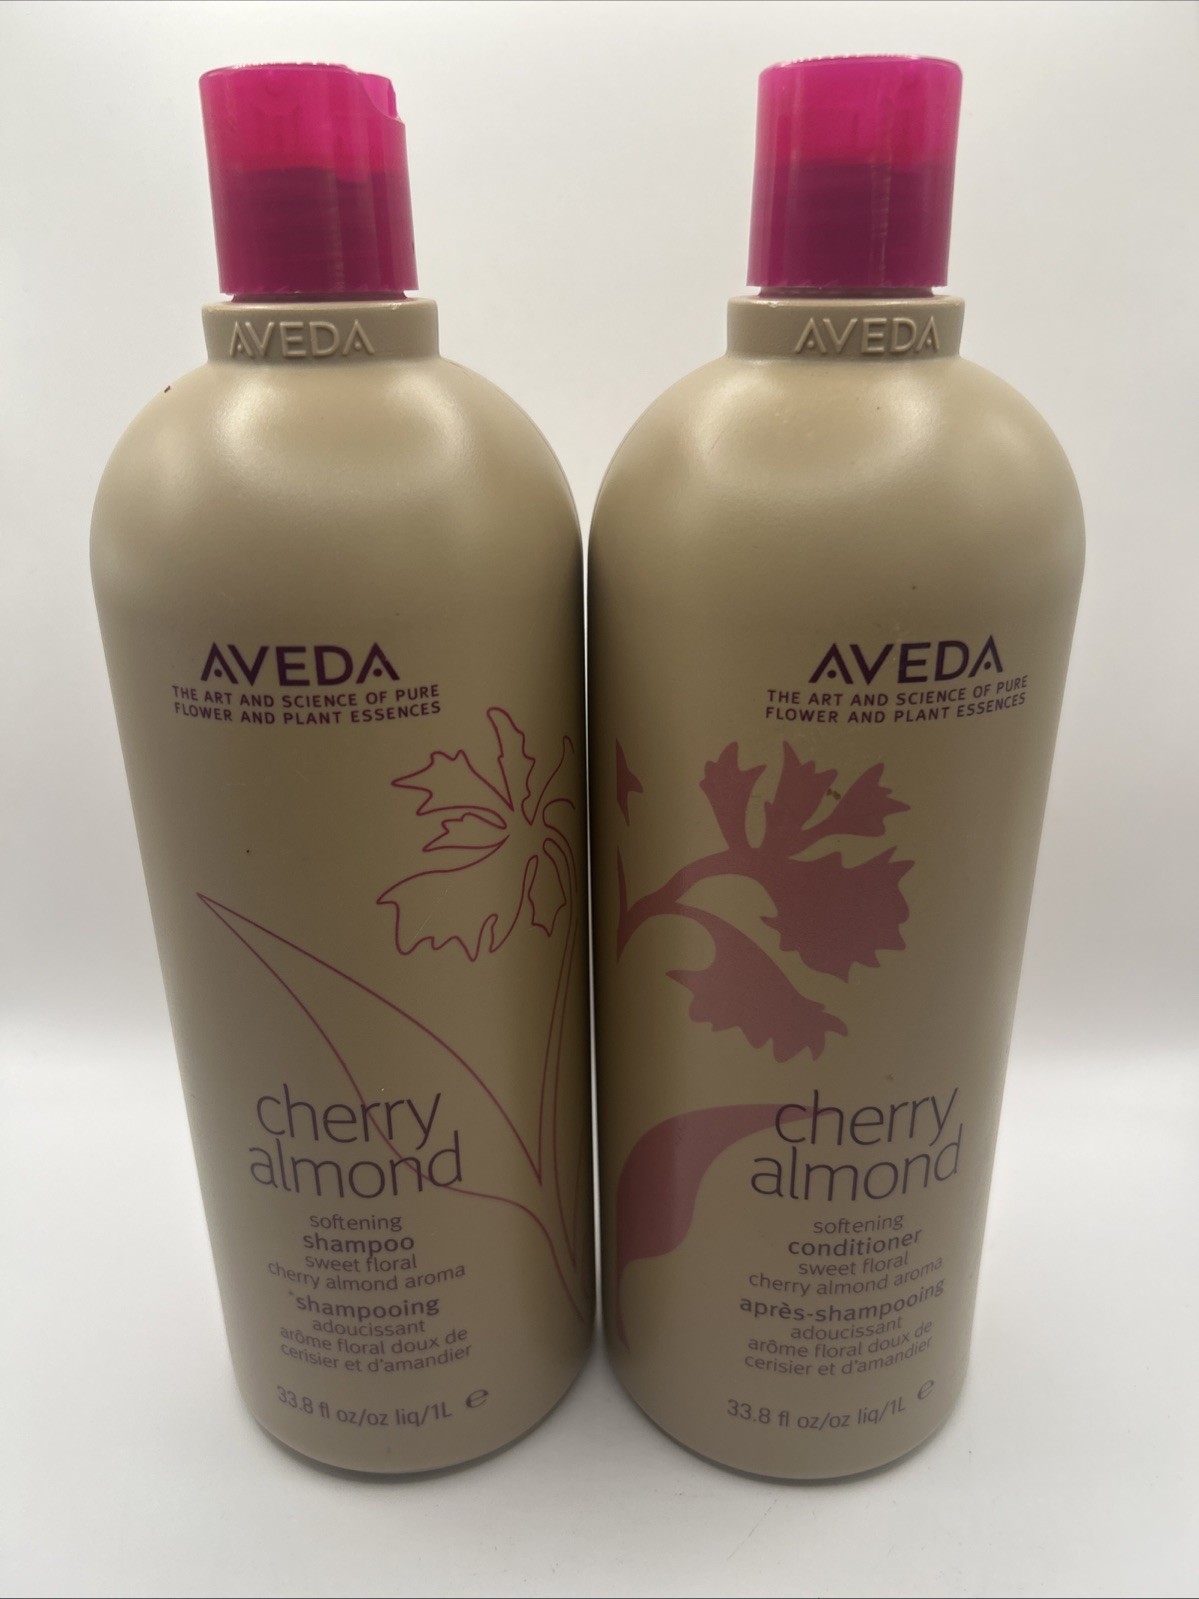 AVEDA
AVEDA
THE ART AND SCIENCE OF PURE
FLOWER AND PLANT ESSENCES
cherry
almond
softening
shampoo
sweet floral
cherry almond aroma
shampooing
adoucissant
arôme floral doux de
cerisier et d'amandier
33.8 fl oz/oz liq/1L ℮
AVEDA
AVEDA
THE ART AND SCIENCE OF PURE
FLOWER AND PLANT ESSENCES
cherry
almond
softening
conditioner
sweet floral
cherry almond aroma
après-shampooing
adoucissant
arôme floral doux de
cerisier et d'amandier
33.8 fl oz/oz liq/1L ℮